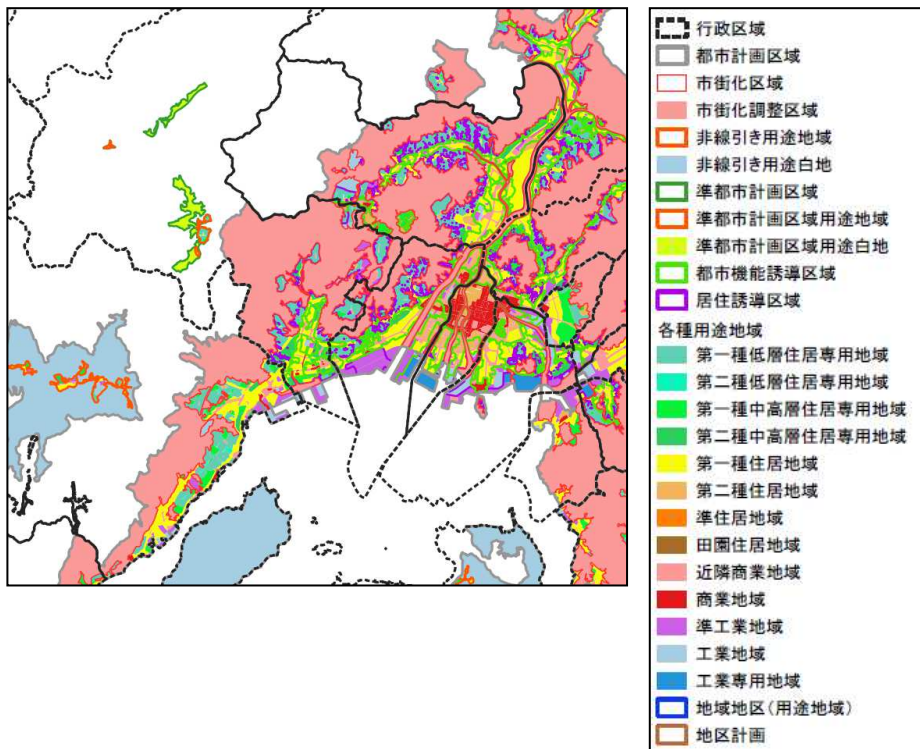 行政区域
都市計画区域
市街化区域
市街化調整区域
非線引き用途地域
非線引き用途白地
準都市計画区域
準都市計画区域用途地域
準都市計画区域用途白地
都市機能誘導区域
居住誘導区域
各種用途地域
第一種低層住居専用地域
第二種低層住居専用地域
第一種中高層住居専用地域
第二種中高層住居専用地域
第一種住居地域
第二種住居地域
準住居地域
田園住居地域
近隣商業地域
商業地域
準工業地域
工業地域
工業専用地域
地域地区(用途地域)
地区計画